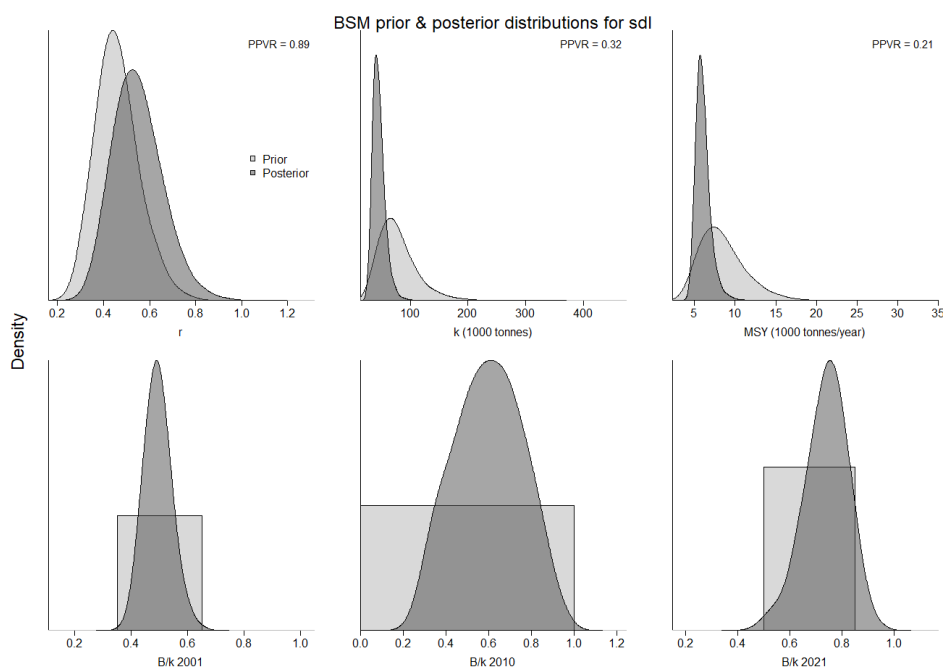 BSM prior & posterior distributions for sdl
PPVR = 0.89
PPVR = 0.32
PPVR = 0.21
Prior
Posterior
0.2 0.4 0.6 0.8 1.0 1.2
r
100 200 300 400
k (1000 tonnes)
5 10 15 20 25 30 35
MSY (1000 tonnes/year)
Density
0.2 0.4 0.6 0.8 1.0
B/k 2001
0.0 0.2 0.4 0.6 0.8 1.0 1.2
B/k 2010
0.2 0.4 0.6 0.8 1.0
B/k 2021